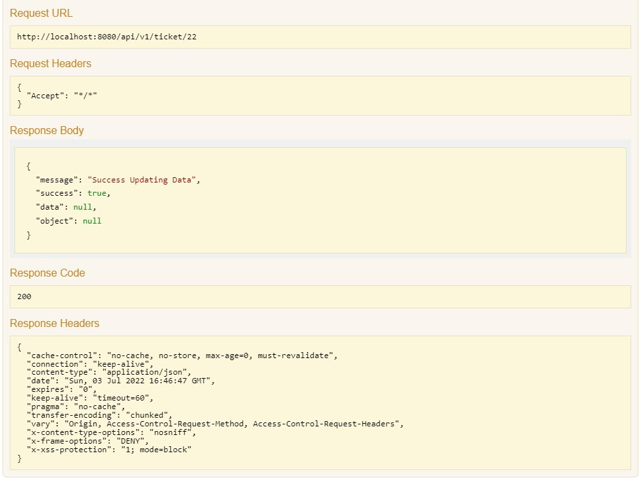 Request URL
http://localhost:8080/api/v1/ticket/22
Request Headers
{
"Accept": "*/*"
}
Response Body
{
"message": "Success Updating Data",
"success": true,
"data": null,
"object": null
}
Response Code
200
Response Headers
{
"cache-control": "no-cache, no-store, max-age=0, must-revalidate",
"connection": "keep-alive",
"content-type": "application/json",
"date": "Sun, 03 Jul 2022 16:46:47 GMT",
"expires": "0",
"keep-alive": "timeout=60",
"pragma": "no-cache",
"transfer-encoding": "chunked",
"vary": "Origin, Access-Control-Request-Method, Access-Control-Request-Headers",
"x-content-type-options": "nosniff",
"x-frame-options": "DENY",
"x-xss-protection": "1; mode=block"
}